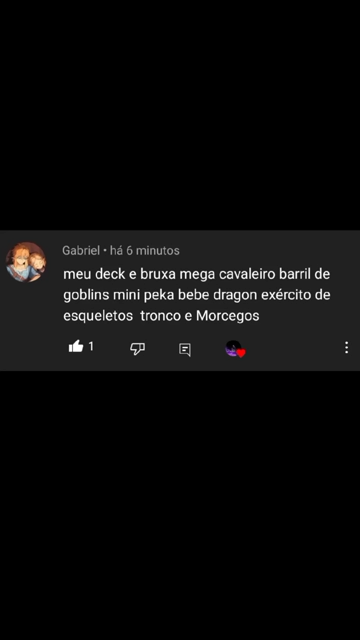 Gabriel • há 6 minutos
meu deck e bruxa mega cavaleiro barril de
goblins mini peka bebe dragon exército de
esqueletos tronco e Morcegos
1